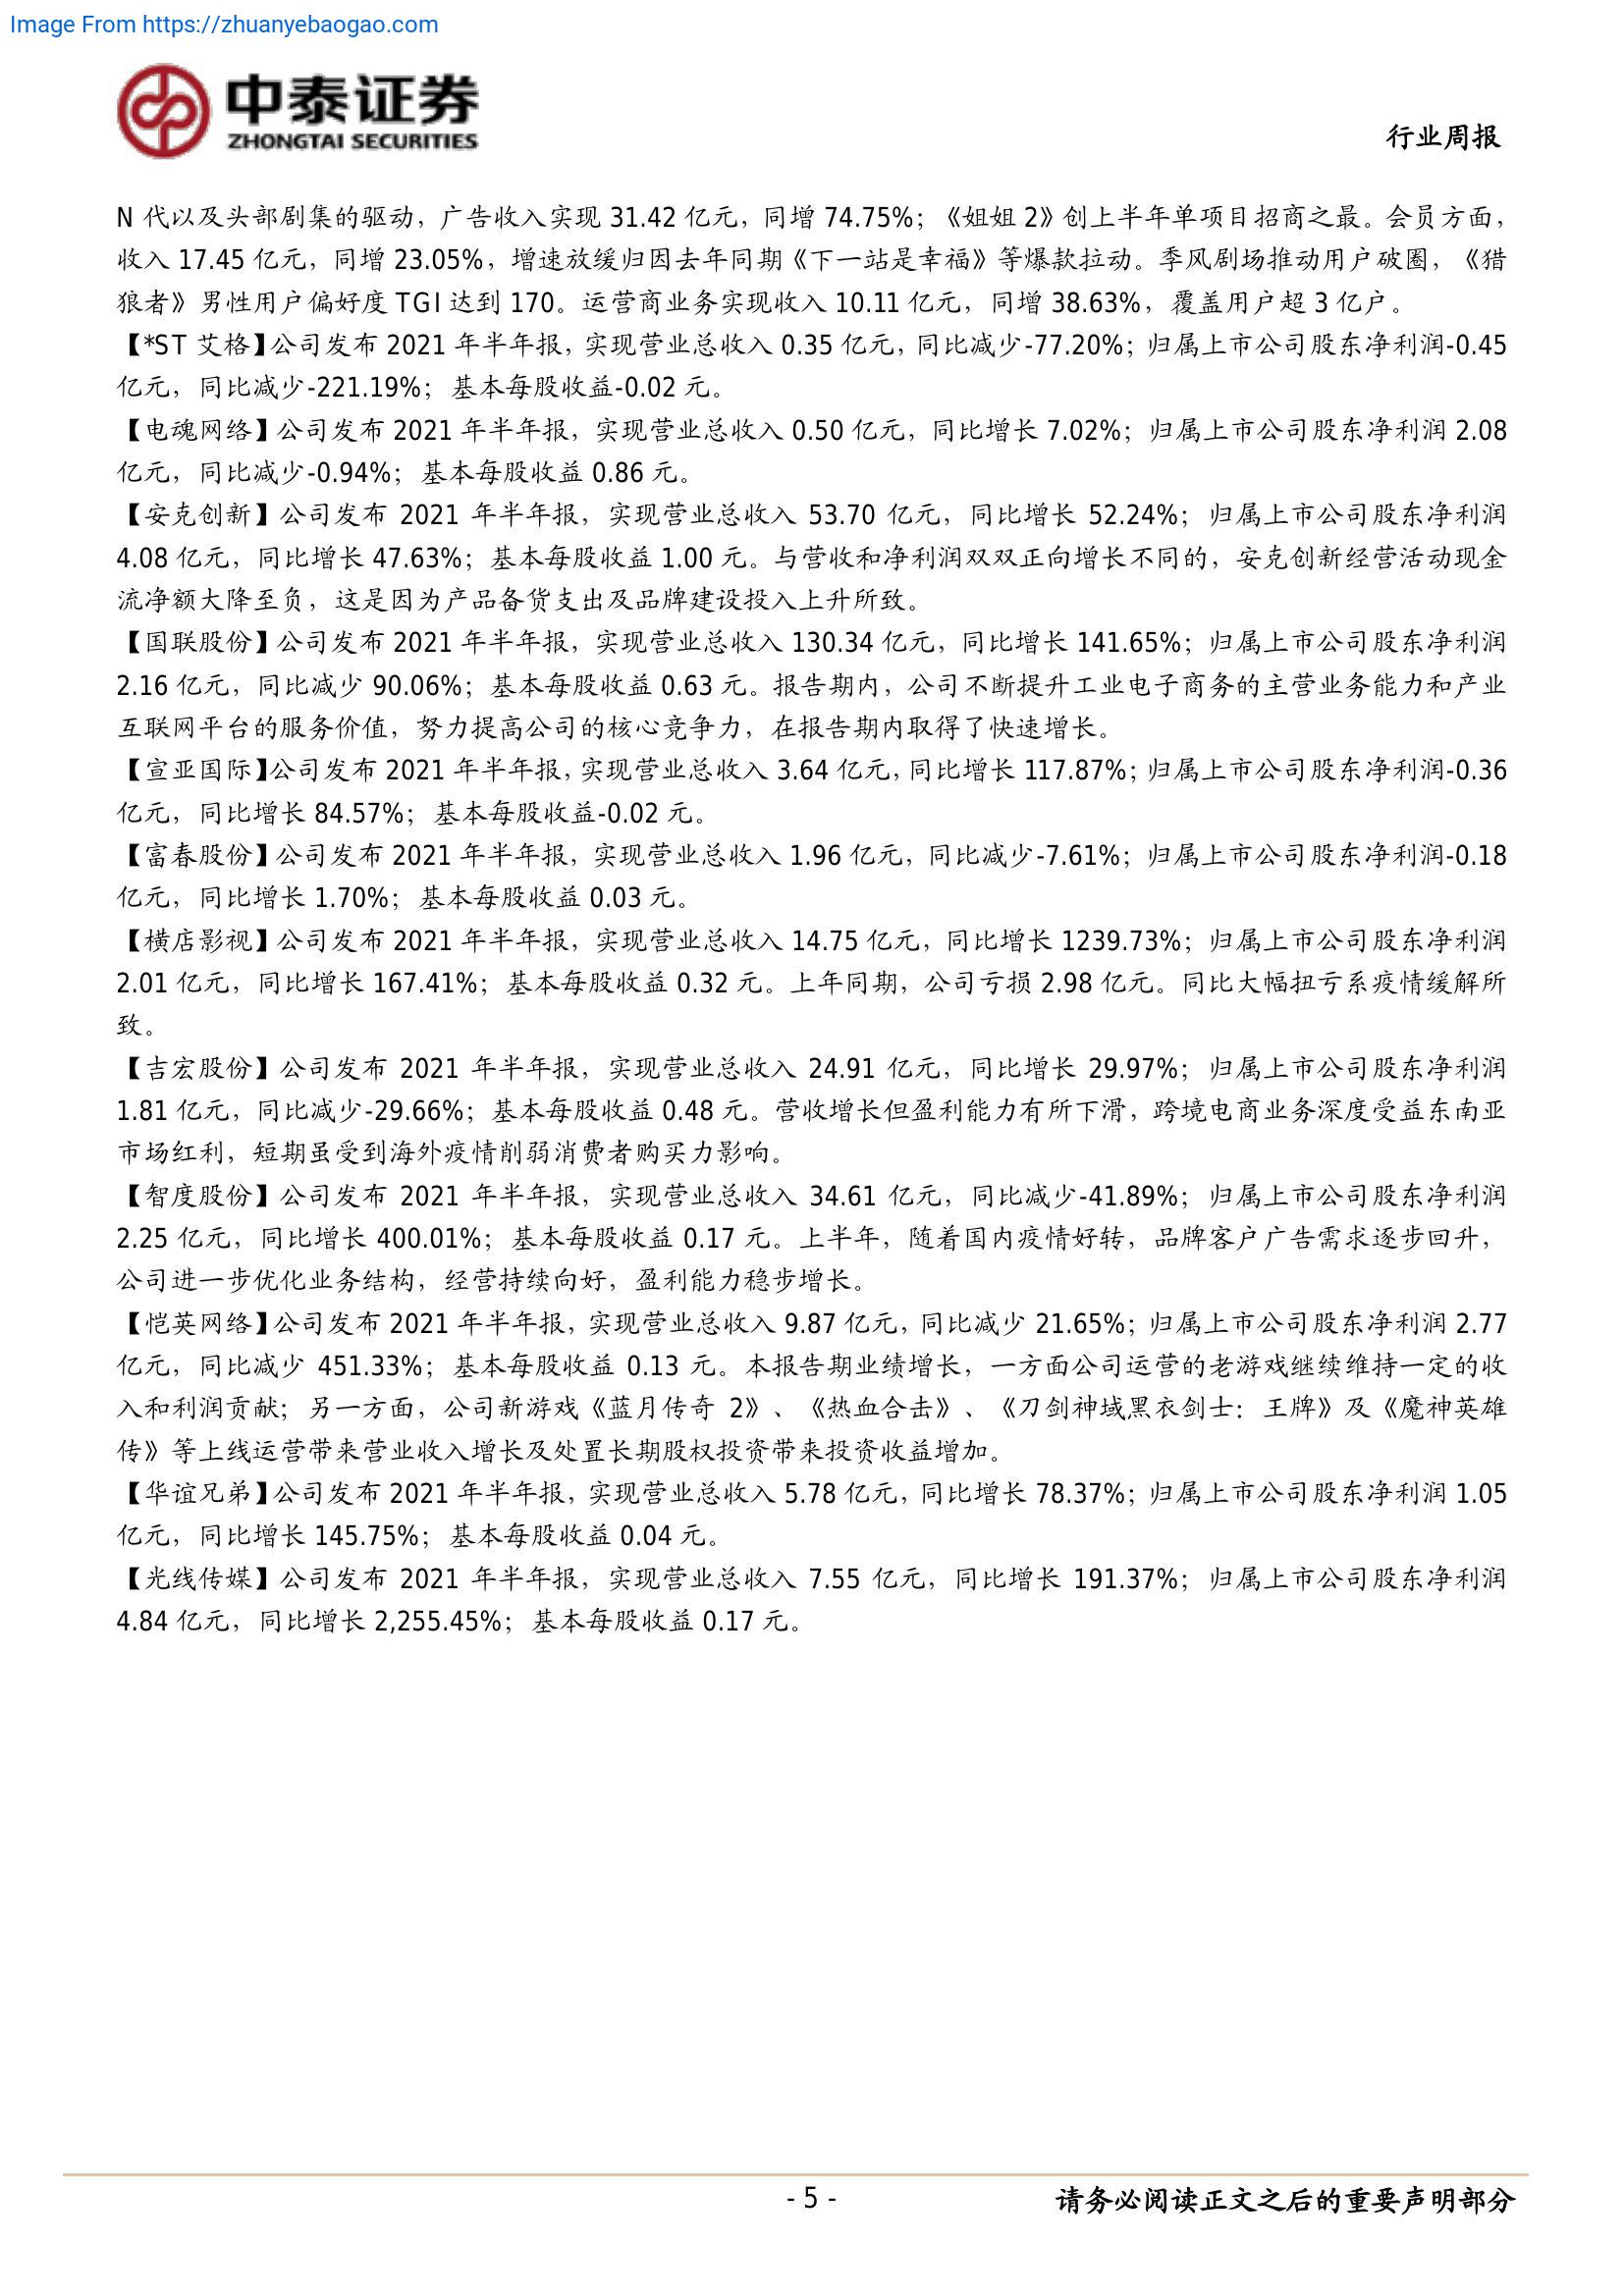 Image From https://zhuanyebaogao.com
中泰证券
ZHONGTAI SECURITIES
行业周报
N 代以及头部剧集的驱动，广告收入实现 31.42 亿元，同增 74.75%；《姐姐 2》创上半年单项目招商之最。会员方面，
收入 17.45 亿元，同增 23.05%，增速放缓归因去年同期《下一站是幸福》等爆款拉动。季风剧场推动用户破圈，《猎
狼者》男性用户偏好度 TGI 达到 170。运营商业务实现收入 10.11 亿元，同增 38.63%，覆盖用户超 3 亿户。
【*ST 艾格】公司发布 2021 年半年报，实现营业总收入 0.35 亿元，同比减少-77.20%；归属上市公司股东净利润-0.45
亿元，同比减少-221.19%；基本每股收益-0.02 元。
【电魂网络】公司发布 2021 年半年报，实现营业总收入 0.50 亿元，同比增长 7.02%；归属上市公司股东净利润 2.08
亿元，同比减少-0.94%；基本每股收益 0.86 元。
【安克创新】公司发布 2021 年半年报，实现营业总收入 53.70 亿元，同比增长 52.24%；归属上市公司股东净利润
4.08 亿元，同比增长 47.63%；基本每股收益 1.00 元。与营收和净利润双双正向增长不同的，安克创新经营活动现金
流净额大降至负，这是因为产品备货支出及品牌建设投入上升所致。
【国联股份】公司发布 2021 年半年报，实现营业总收入 130.34 亿元，同比增长 141.65%；归属上市公司股东净利润
2.16 亿元，同比减少 90.06%；基本每股收益 0.63 元。报告期内，公司不断提升工业电子商务的主营业务能力和产业
互联网平台的服务价值，努力提高公司的核心竞争力，在报告期内取得了快速增长。
【宣亚国际】公司发布 2021 年半年报，实现营业总收入 3.64 亿元，同比增长 117.87%；归属上市公司股东净利润-0.36
亿元，同比增长 84.57%；基本每股收益-0.02 元。
【富春股份】公司发布 2021 年半年报，实现营业总收入 1.96 亿元，同比减少-7.61%；归属上市公司股东净利润-0.18
亿元，同比增长 1.70%；基本每股收益 0.03 元。
【横店影视】公司发布 2021 年半年报，实现营业总收入 14.75 亿元，同比增长 1239.73%；归属上市公司股东净利润
2.01 亿元，同比增长 167.41%；基本每股收益 0.32 元。上年同期，公司亏损 2.98 亿元。同比大幅扭亏系疫情缓解所
致。
【吉宏股份】公司发布 2021 年半年报，实现营业总收入 24.91 亿元，同比增长 29.97%；归属上市公司股东净利润
1.81 亿元，同比减少-29.66%；基本每股收益 0.48 元。营收增长但盈利能力有所下滑，跨境电商业务深度受益东南亚
市场红利，短期虽受到海外疫情削弱消费者购买力影响。
【智度股份】公司发布 2021 年半年报，实现营业总收入 34.61 亿元，同比减少-41.89%；归属上市公司股东净利润
2.25 亿元，同比增长 400.01%；基本每股收益 0.17 元。上半年，随着国内疫情好转，品牌客户广告需求逐步回升，
公司进一步优化业务结构，经营持续向好，盈利能力稳步增长。
【恺英网络】公司发布 2021 年半年报，实现营业总收入 9.87 亿元，同比减少 21.65%；归属上市公司股东净利润 2.77
亿元，同比减少 451.33%；基本每股收益 0.13 元。本报告期业绩增长，一方面公司运营的老游戏继续维持一定的收
入和利润贡献；另一方面，公司新游戏《蓝月传奇 2》、《热血合击》、《刀剑神域黑衣剑士：王牌》及《魔神英雄
传》等上线运营带来营业收入增长及处置长期股权投资带来投资收益增加。
【华谊兄弟】公司发布 2021 年半年报，实现营业总收入 5.78 亿元，同比增长 78.37%；归属上市公司股东净利润 1.05
亿元，同比增长 145.75%；基本每股收益 0.04 元。
【光线传媒】公司发布 2021 年半年报，实现营业总收入 7.55 亿元，同比增长 191.37%；归属上市公司股东净利润
4.84 亿元，同比增长 2,255.45%；基本每股收益 0.17 元。
- 5 -
请务必阅读正文之后的重要声明部分